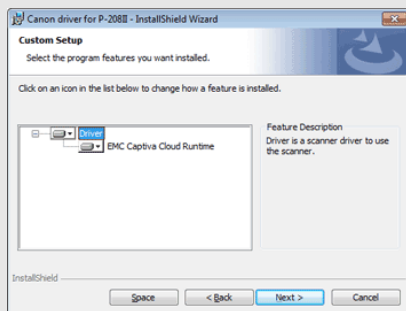 Canon driver for P-208II - InstallShield Wizard
Custom Setup
Select the program features you want installed.
Click on an icon in the list below to change how a feature is installed.
Driver
EMC Captiva Cloud Runtime
Feature Description
Driver is a scanner driver to use
the scanner.
InstallShield
Space
< Back
Next >
Cancel